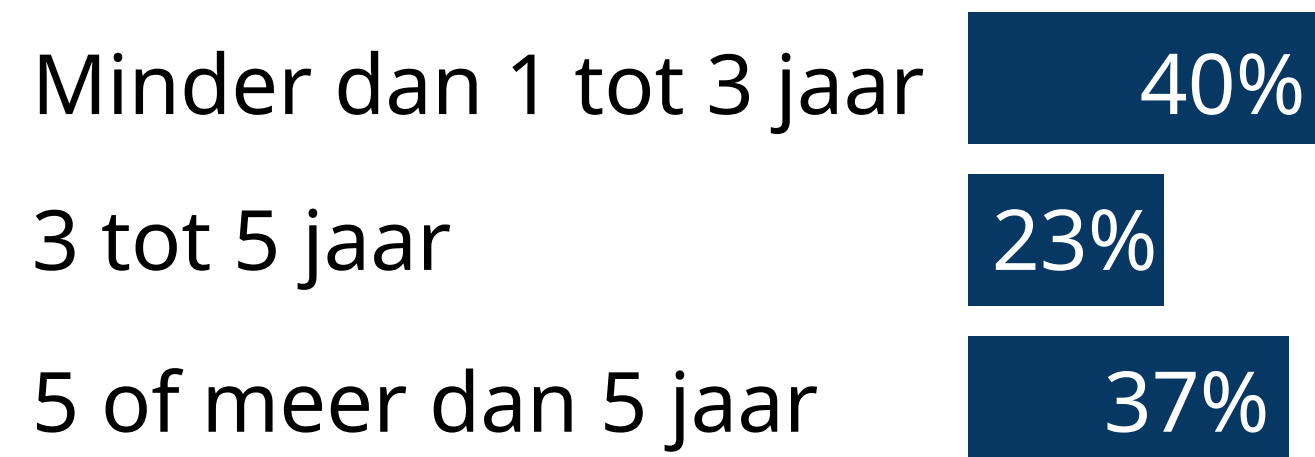 Minder dan 1 tot 3 jaar 40%
3 tot 5 jaar 23%
5 of meer dan 5 jaar 37%